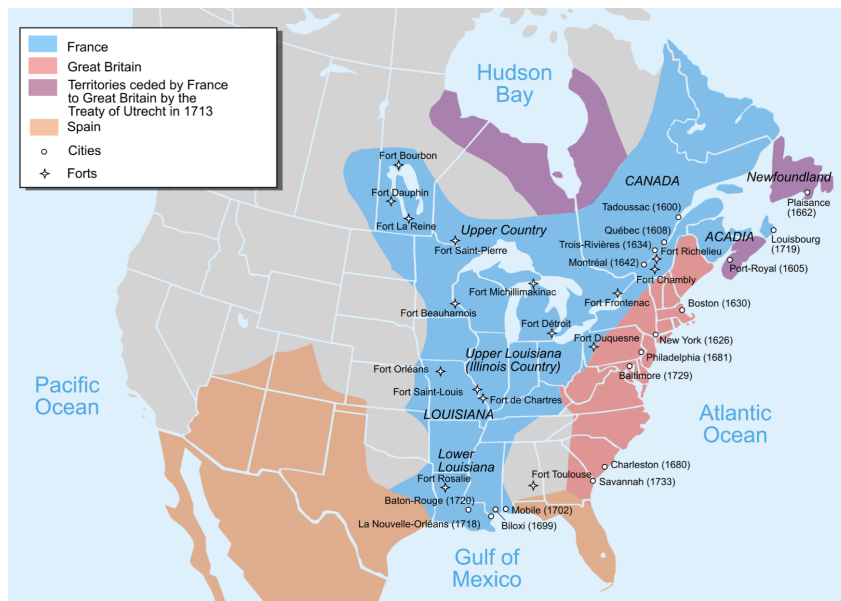 France
Great Britain
Territories ceded by France
to Great Britain by the
Treaty of Utrecht in 1713
Spain
Cities
Forts
Hudson
Bay
Fort Bourbon
Fort Dauphin
Fort La Reine
Upper Country
Fort Saint-Pierre
CANADA
Newfoundland
Plaisance
(1662)
Tadoussac (1600)
Québec (1608)
ACADIA
Trois-Rivières (1634)
Fort Richelieu
Louisbourg
(1719)
Montréal (1642)
Port-Royal (1605)
Fort Chambly
Fort Michillimakinac
Fort Frontenac
Fort Beauharnois
Boston (1630)
Fort Détroit
Fort Duquesne
New York (1626)
Upper Louisiana
(Illinois Country)
Philadelphia (1681)
Fort Orléans
Baltimore (1729)
Pacific
Ocean
Fort Saint-Louis
Fort de Chartres
LOUISIANA
Atlantic
Ocean
Lower
Louisiana
Charleston (1680)
Fort Rosalie
Fort Toulouse
Savannah (1733)
Baton-Rouge (1720)
Mobile (1702)
La Nouvelle-Orléans (1718)
Biloxi (1699)
Gulf of
Mexico